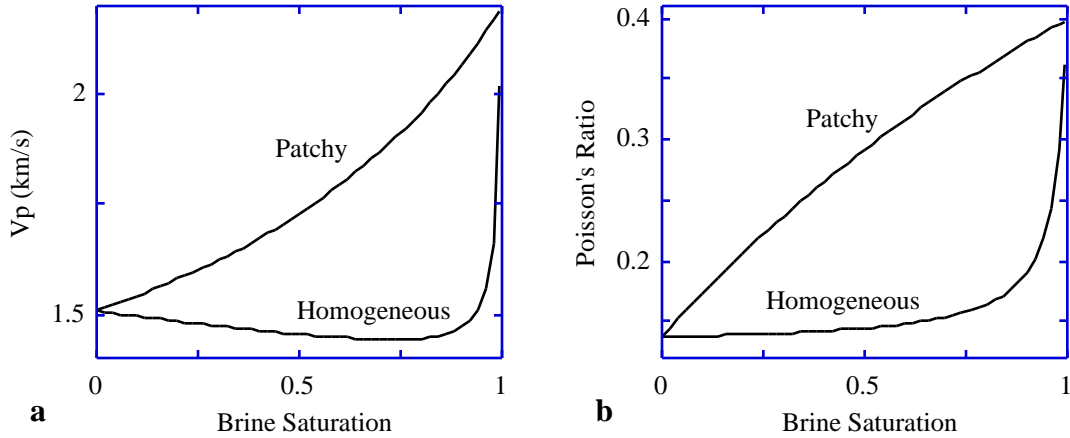 Vp (km/s)
2
1.5
Patchy
Homogeneous
0
0.5
1
Brine Saturation
a
Poisson's Ratio
0.4
0.3
0.2
Patchy
Homogeneous
0
0.5
1
Brine Saturation
b